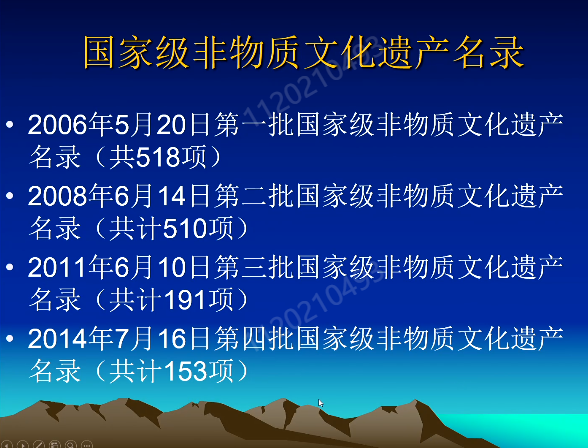 国家级非物质文化遗产名录
• 2006年5月20日第一批国家级非物质文化遗产
名录（共518项）
• 2008年6月14日第二批国家级非物质文化遗产
名录（共计510项）
• 2011年6月10日第三批国家级非物质文化遗产
名录（共计191项）
• 2014年7月16日第四批国家级非物质文化遗产
名录（共计153项）